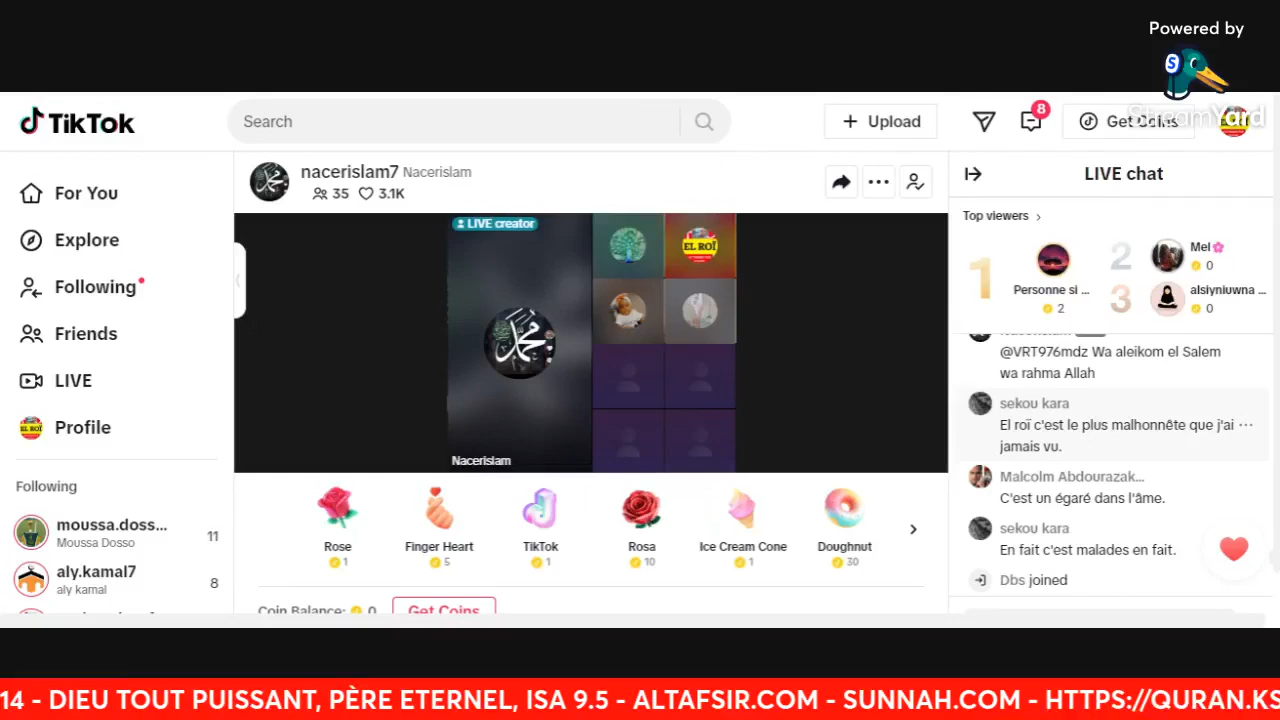 Powered by
StreamYard
TikTok
Search
Upload
8
Get Coins
For You
Explore
Following
Friends
LIVE
Profile
Following
moussa.doss...
Moussa Dosso
11
aly.kamal7
aly kamal
8
nacerislam7 Nacerislam
35 3.1K
LIVE creator
EL ROÏ
محمد
Nacerislam
Rose
1
Finger Heart
5
TikTok
1
Rosa
10
Ice Cream Cone
1
Doughnut
30
Coin Balance: 0
Get Coins
LIVE chat
Top viewers
1
Personne si ...
2
2
Mel
0
3
alsiyniuwna ...
0
@VRT976mdz Wa aleikom el Salem
wa rahma Allah
sekou kara
El roï c'est le plus malhonnête que j'ai ...
jamais vu.
Malcolm Abdourazak...
C'est un égaré dans l'âme.
sekou kara
En fait c'est malades en fait.
Dbs joined
14 - DIEU TOUT PUISSANT, PÈRE ETERNEL, ISA 9.5 - ALTAFSIR.COM - SUNNAH.COM - HTTPS://QURAN.KS